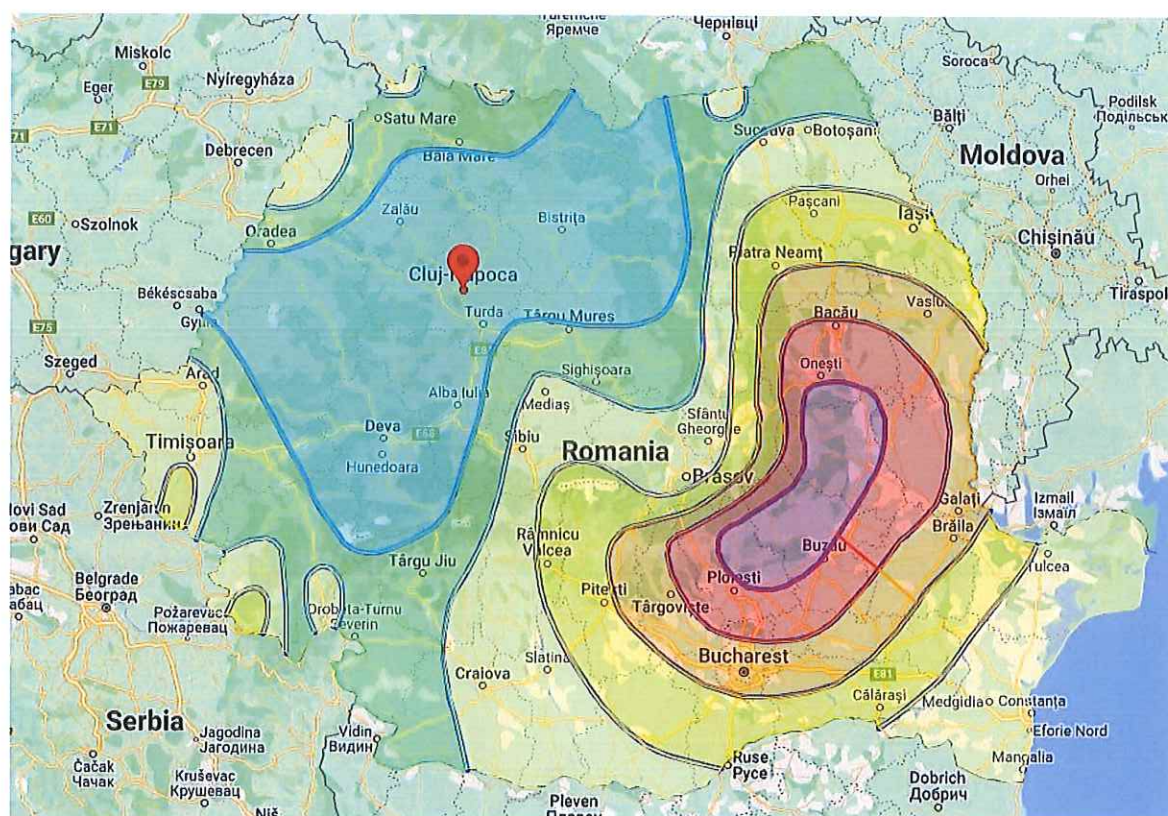 Яремче
Чернівці
Miskolc
Soroca
Eger
E79
Nyíregyháza
Podilsk
Подільськ
Satu Mare
Suceava
Botoșani
Bălți
71
E71
Debrecen
Baia Mare
Moldova
Orhei
Zalău
Pașcani
Iași
E60
Szolnok
Oradea
Bistrița
Chișinău
gary
Piatra Neamț
Cluj-Napoca
Tiraspol
Békéscsaba
Gyula
Turda
Târgu Mureș
Vaslui
Bacău
E75
Szeged
Onești
Arad
Sighișoara
Alba Iulia
Mediaș
Sfântu
Gheorghe
Timișoara
Deva
E68
Sibiu
Romania
Hunedoara
Brașov
Zrenjanin
Зрењанин
Galați
Izmail
Ізмаїл
ovi Sad
ови Сад
Brăila
Râmnicu
Vâlcea
Buzău
Târgu Jiu
Tulcea
Belgrade
Београд
Ploiești
Pitești
Târgoviște
Požarevac
Пожаревац
Drobeta-Turnu
Severin
Bucharest
Slatina
Craiova
E81
Călărași
Medgidia
Constanța
Serbia
Jagodina
Јагодина
Vidin
Видин
Eforie Nord
Čačak
Чачак
Ruse
Русе
Mangalia
Kruševac
Крушевац
Dobrich
Добрич
Pleven
Niš